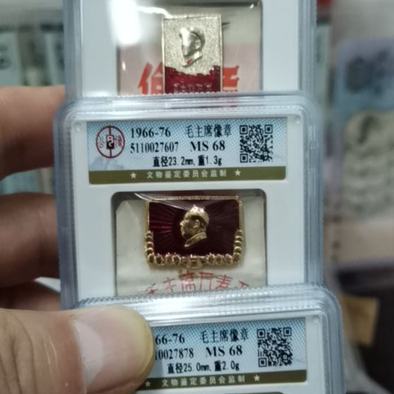 1966-76 毛主席像章
5110027607 MS 68
直径23.2mm,重1.3g
★ 文物鉴定委员会监制 ★
66-76 毛主席像章
10027878 MS 68
直径25.0mm,重2.0g
★ 文物鉴定委员会监制 ★